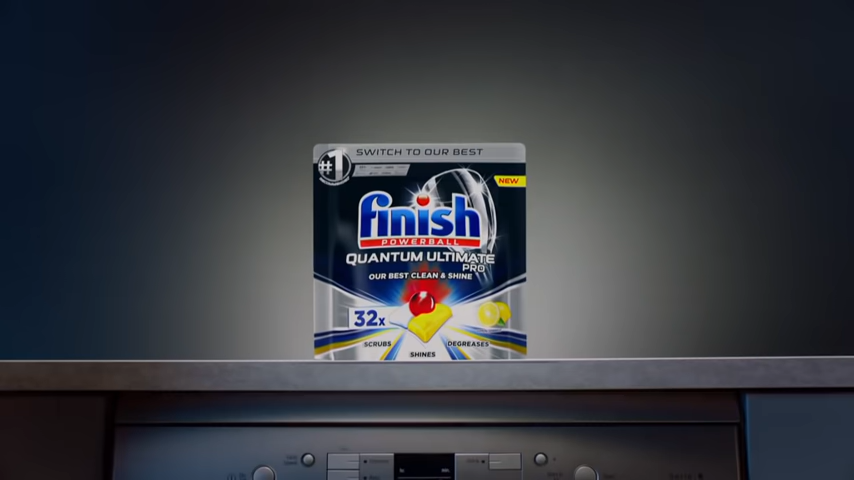 SWITCH TO OUR BEST
#1
NEW
finish
POWERBALL
QUANTUM ULTIMATE
PRO
OUR BEST CLEAN & SHINE
32x
SCRUBS
SHINES
DEGREASES